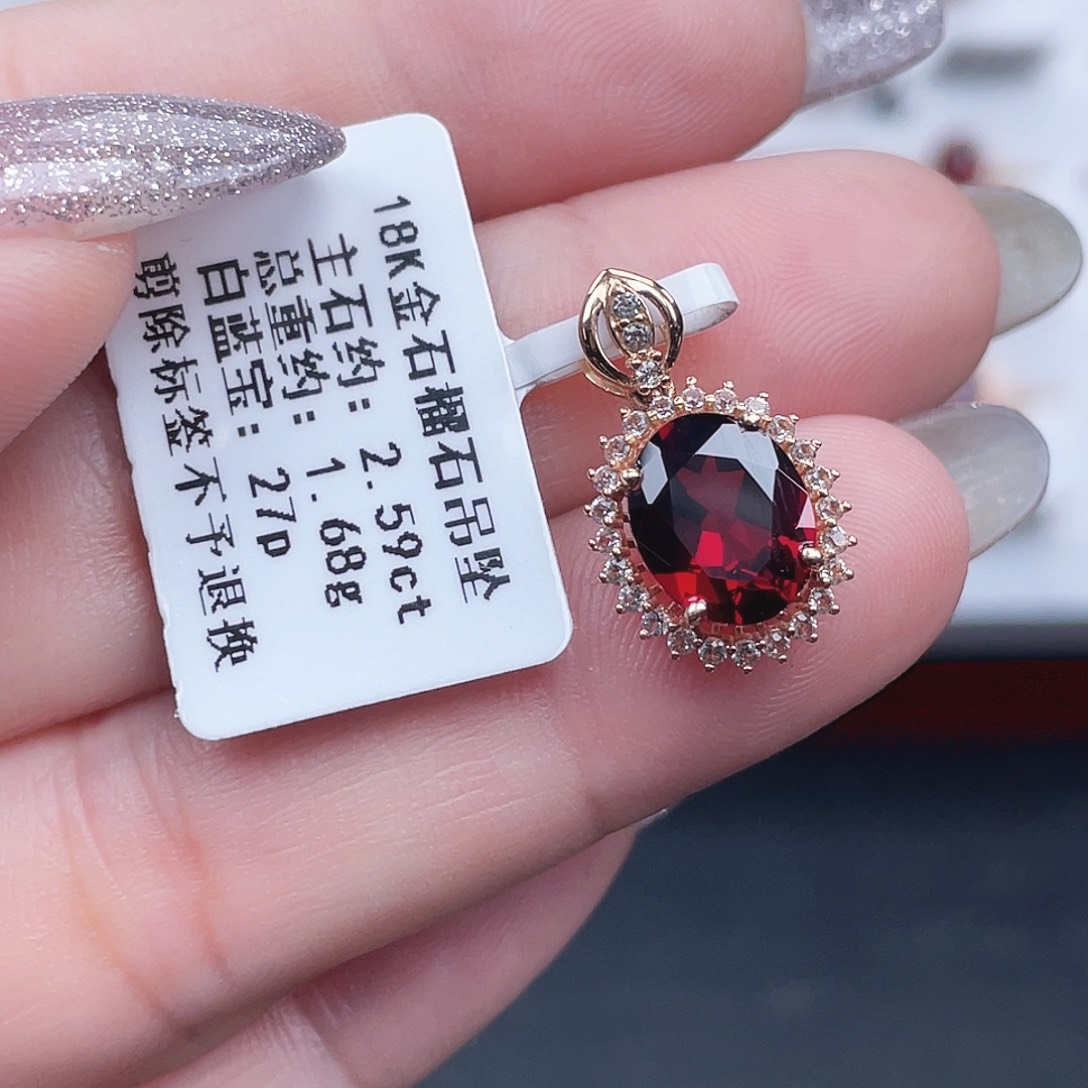 18K金石榴石吊坠
主石约: 2.59ct
总重约: 1.68g
白蓝宝: 27p
剪除标签不予退换